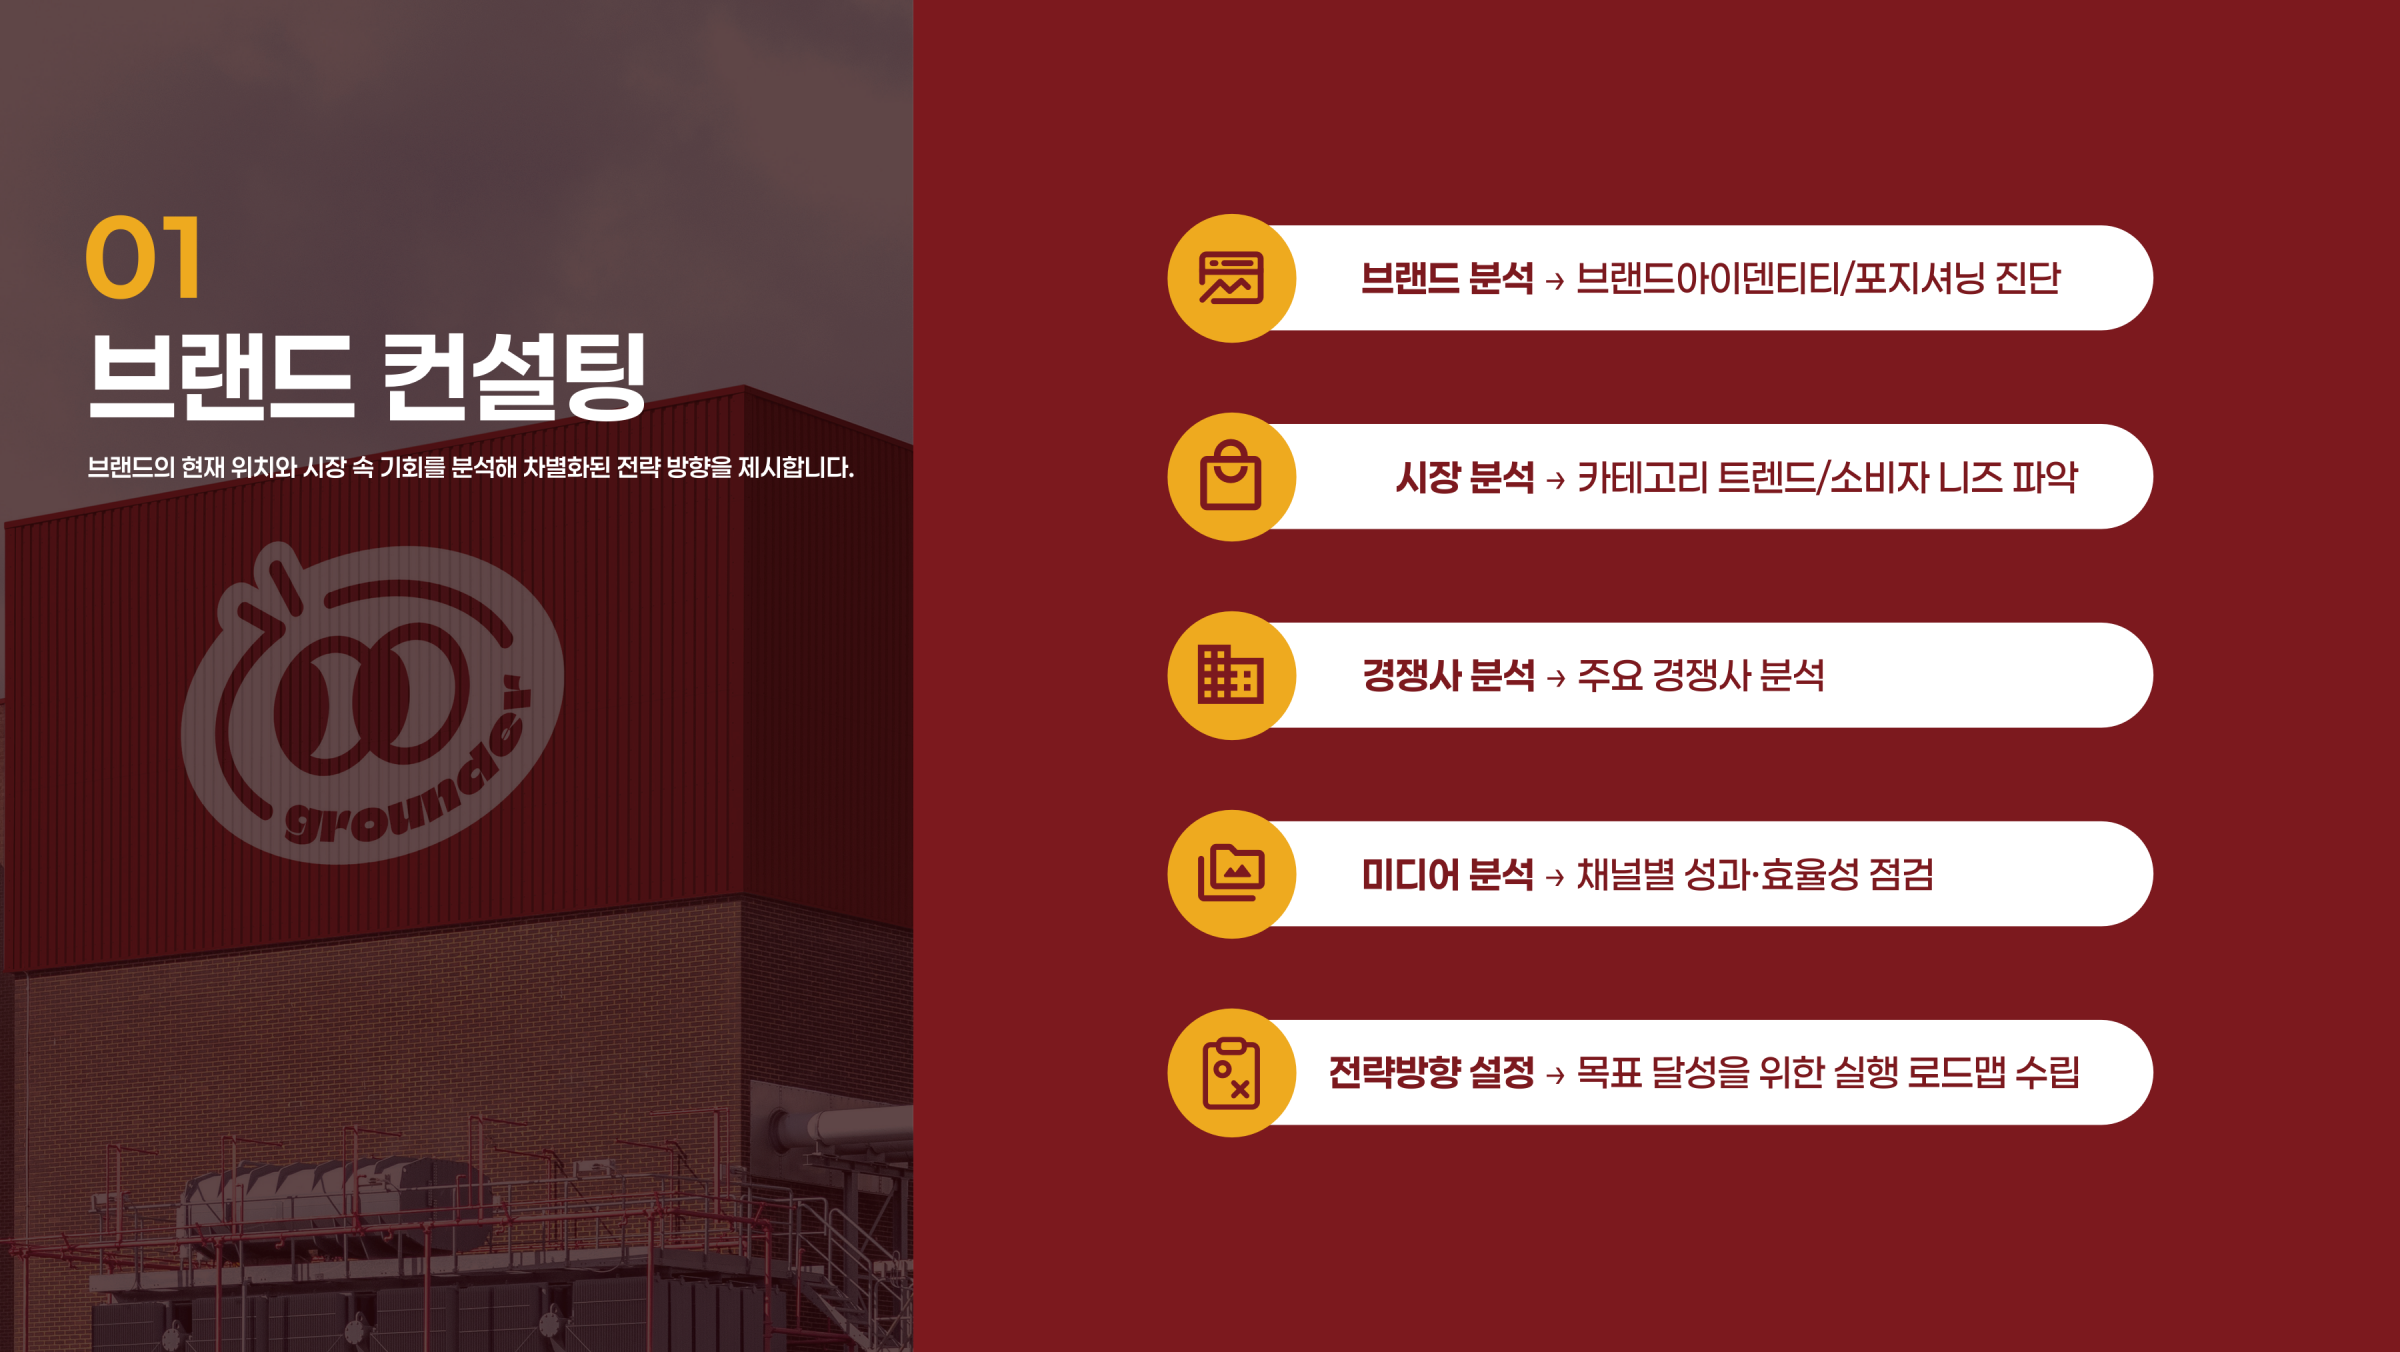 01
브랜드 컨설팅
브랜드의 현재 위치와 시장 속 기회를 분석해 차별화된 전략 방향을 제시합니다.
grounder
브랜드 분석 → 브랜드아이덴티티/포지셔닝 진단
시장 분석 → 카테고리 트렌드/소비자 니즈 파악
경쟁사 분석 → 주요 경쟁사 분석
미디어 분석 → 채널별 성과·효율성 점검
전략방향 설정 → 목표 달성을 위한 실행 로드맵 수립